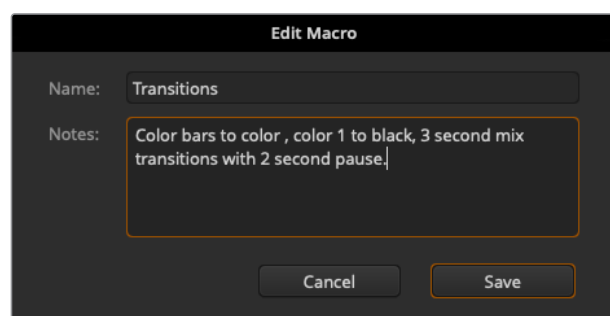 Edit Macro
Name: Transitions
Notes: Color bars to color , color 1 to black, 3 second mix
transitions with 2 second pause.
Cancel Save